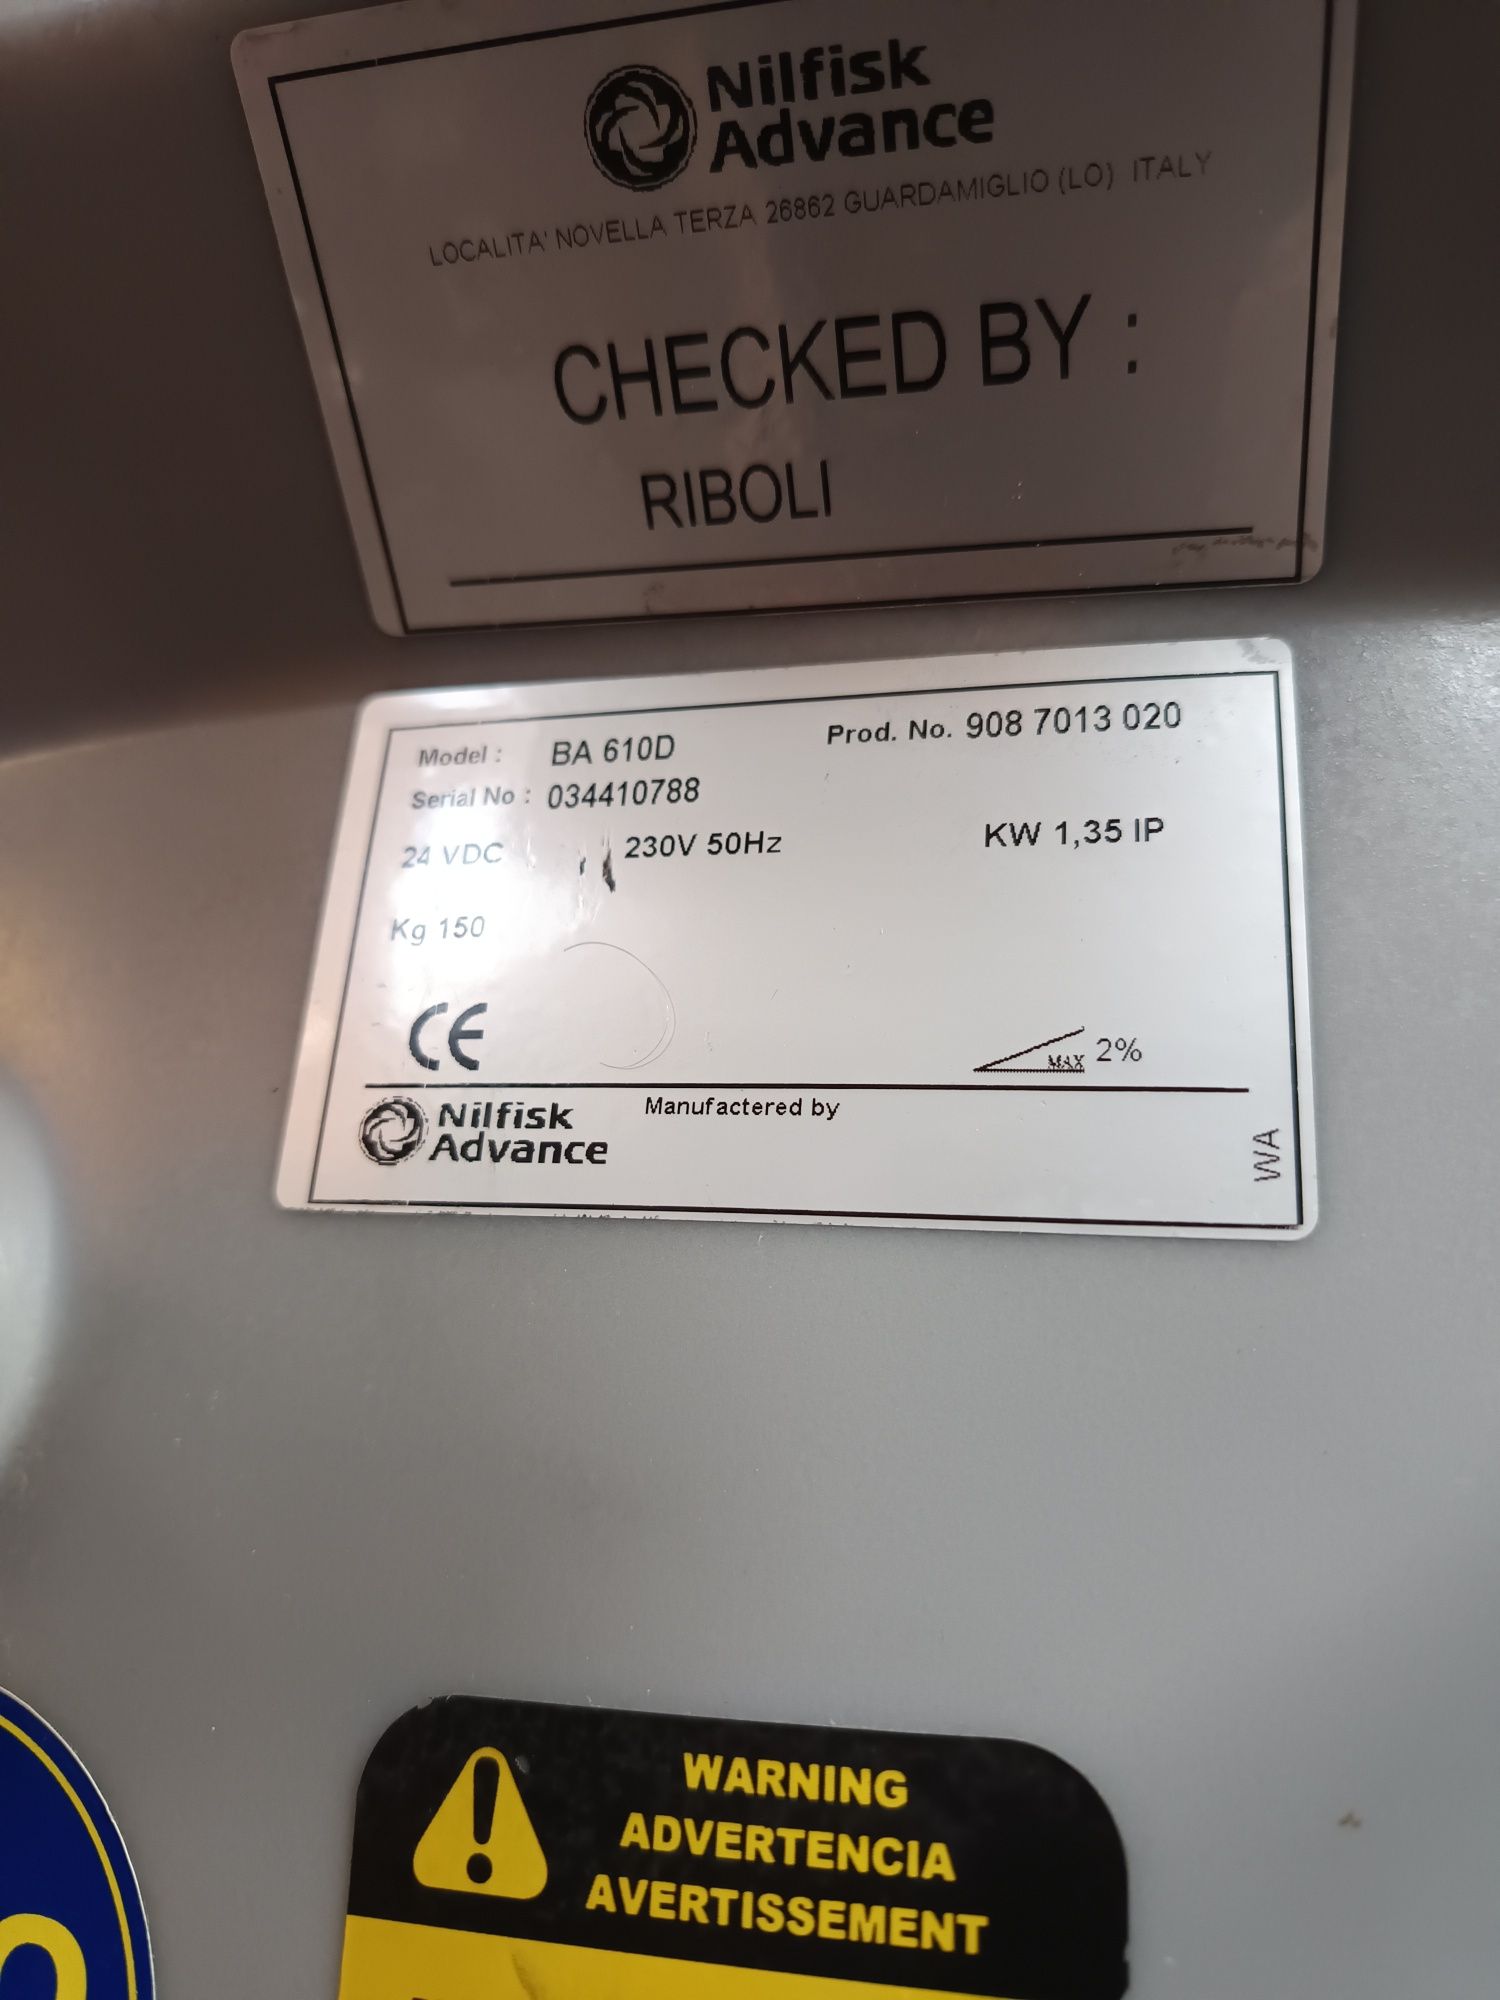 Nilfisk
Advance
LOCALITA' NOVELLA TERZA 26862 GUARDAMIGLIO (LO) ITALY
CHECKED BY :
RIBOLI
Model : BA 610D Prod. No. 908 7013 020
Serial No : 034410788
24 VDC 230V 50Hz KW 1,35 IP
Kg 150
CE
MAX 2%
Nilfisk
Advance
Manufactered by
WA
WARNING
ADVERTENCIA
AVERTISSEMENT